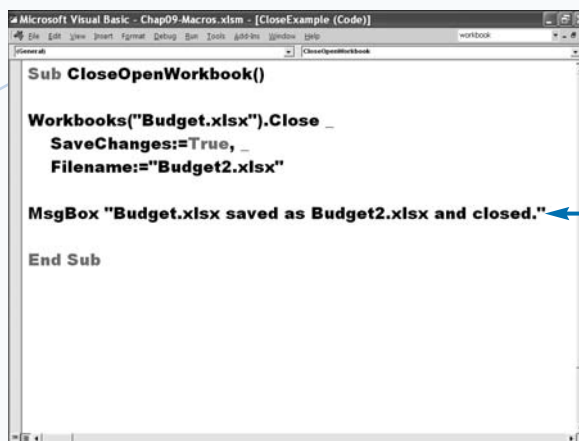 Microsoft Visual Basic - Chap09-Macros.xlsm - [CloseExample (Code)]
File Edit View Insert Format Debug Run Tools Add-Ins Window Help workbook
(General) CloseOpenWorkbook
Sub CloseOpenWorkbook()
Workbooks("Budget.xlsx").Close _
SaveChanges:=True, _
Filename:="Budget2.xlsx"
MsgBox "Budget.xlsx saved as Budget2.xlsx and closed."
End Sub